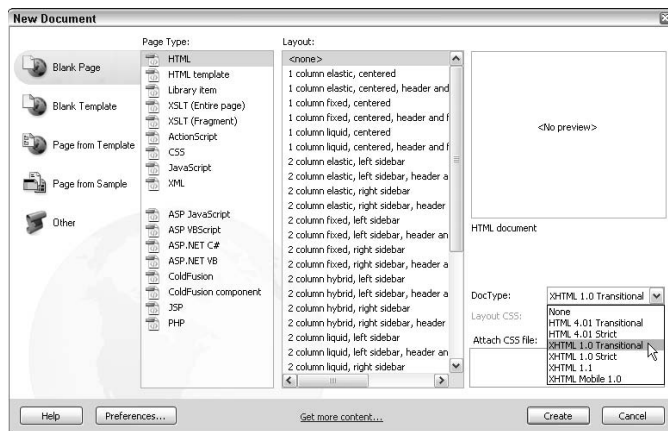 New Document
Blank Page
Blank Template
Page from Template
Page from Sample
Other
Page Type:
HTML
HTML template
Library item
XSLT (Entire page)
XSLT (Fragment)
ActionScript
CSS
JavaScript
XML
ASP JavaScript
ASP VBScript
ASP.NET C#
ASP.NET VB
ColdFusion
ColdFusion component
JSP
PHP
Layout:
<none>
1 column elastic, centered
1 column elastic, centered, header and
1 column fixed, centered
1 column fixed, centered, header and f
1 column liquid, centered
1 column liquid, centered, header and f
2 column elastic, left sidebar
2 column elastic, left sidebar, header a
2 column elastic, right sidebar
2 column elastic, right sidebar, header
2 column fixed, left sidebar
2 column fixed, left sidebar, header an
2 column fixed, right sidebar
2 column fixed, right sidebar, header a
2 column hybrid, left sidebar
2 column hybrid, left sidebar, header a
2 column hybrid, right sidebar
2 column hybrid, right sidebar, header
2 column liquid, left sidebar
2 column liquid, left sidebar, header an
2 column liquid, right sidebar
<No preview>
HTML document
DocType:
XHTML 1.0 Transitional
Layout CSS:
Attach CSS file:
None
HTML 4.01 Transitional
HTML 4.01 Strict
XHTML 1.0 Transitional
XHTML 1.0 Strict
XHTML 1.1
XHTML Mobile 1.0
Help
Preferences...
Get more content...
Create
Cancel